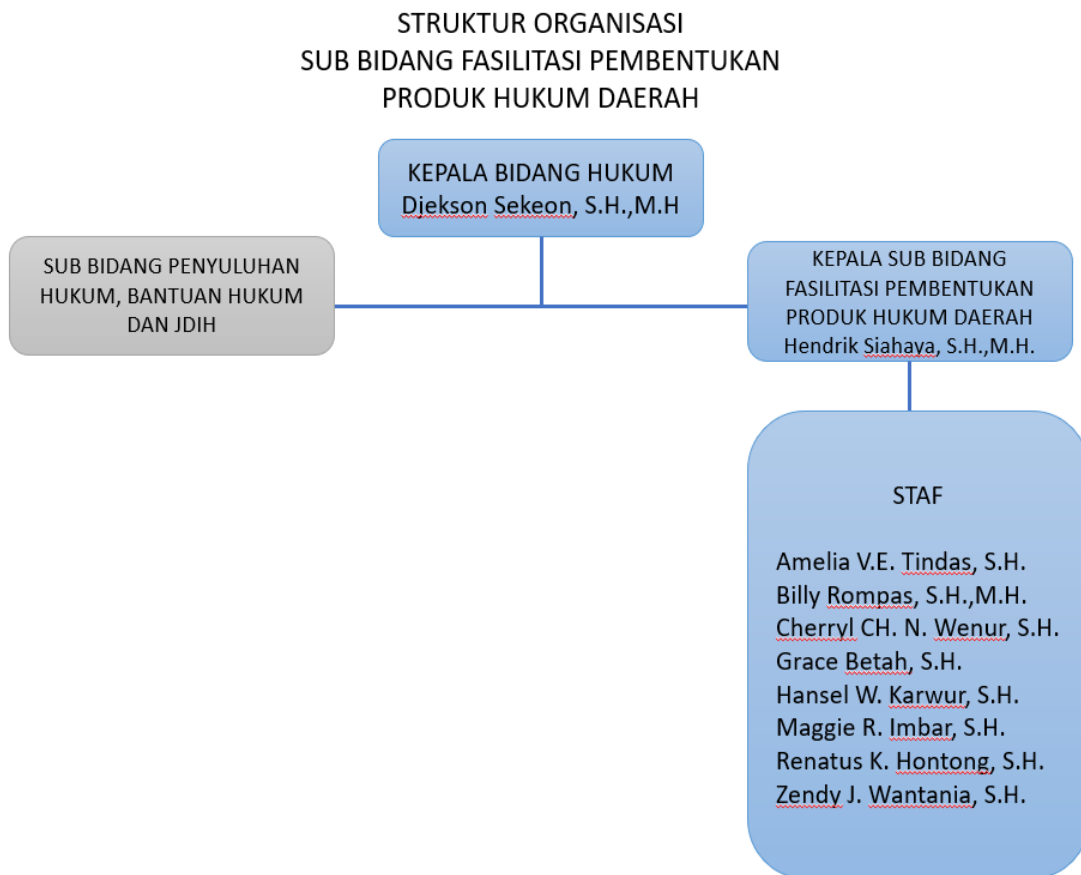 STRUKTUR ORGANISASI
SUB BIDANG FASILITASI PEMBENTUKAN
PRODUK HUKUM DAERAH
KEPALA BIDANG HUKUM
Djekson Sekeon, S.H.,M.H
SUB BIDANG PENYULUHAN
HUKUM, BANTUAN HUKUM
DAN JDIH
KEPALA SUB BIDANG
FASILITASI PEMBENTUKAN
PRODUK HUKUM DAERAH
Hendrik Siahaya, S.H.,M.H.
STAF
Amelia V.E. Tindas, S.H.
Billy Rompas, S.H.,M.H.
Cherryl CH. N. Wenur, S.H.
Grace Betah, S.H.
Hansel W. Karwur, S.H.
Maggie R. Imbar, S.H.
Renatus K. Hontong, S.H.
Zendy J. Wantania, S.H.